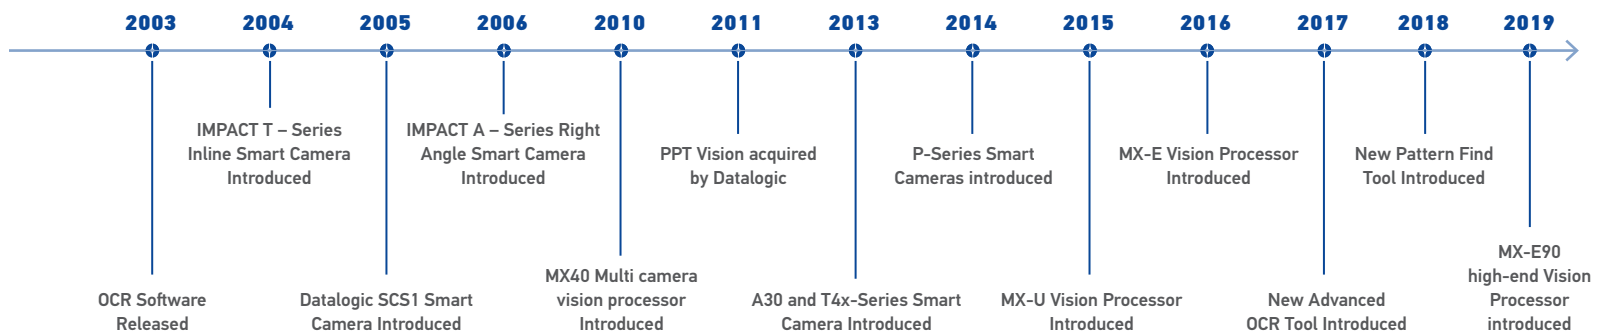 2003
2004
2005
2006
2010
2011
2013
2014
2015
2016
2017
2018
2019
OCR Software
Released
IMPACT T – Series
Inline Smart Camera
Introduced
Datalogic SCS1 Smart
Camera Introduced
IMPACT A – Series Right
Angle Smart Camera
Introduced
MX40 Multi camera
vision processor
Introduced
PPT Vision acquired
by Datalogic
A30 and T4x-Series Smart
Camera Introduced
P-Series Smart
Cameras introduced
MX-U Vision Processor
Introduced
MX-E Vision Processor
Introduced
New Advanced
OCR Tool Introduced
New Pattern Find
Tool Introduced
MX-E90
high-end Vision
Processor
introduced